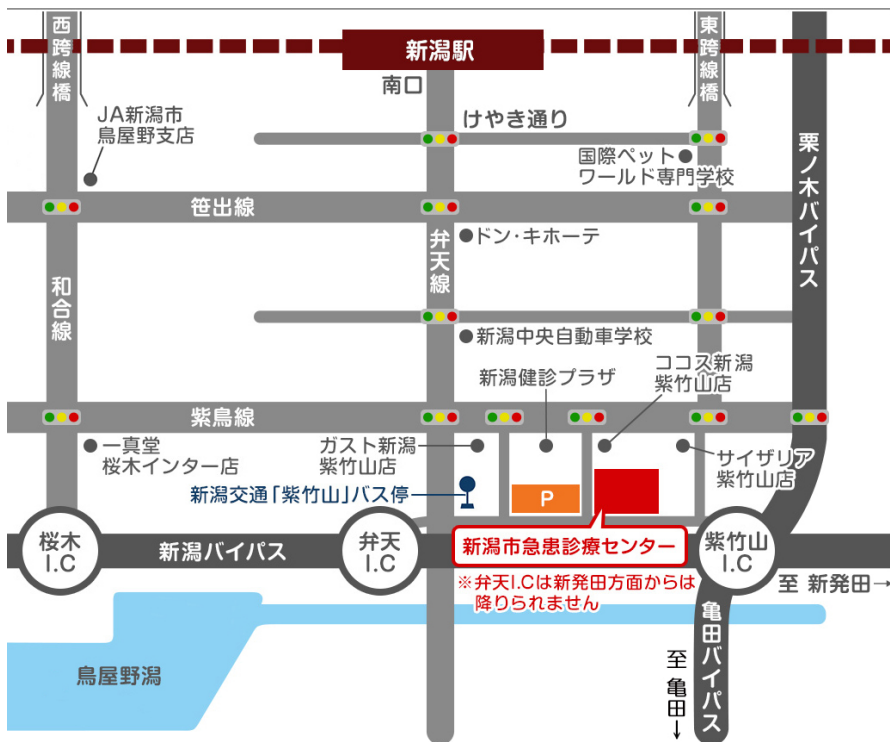 西跨線橋
新潟駅
東跨線橋
南口
JA新潟市
鳥屋野支店
けやき通り
国際ペット
ワールド専門学校
栗ノ木バイパス
笹出線
弁天線
ドン・キホーテ
和合線
新潟中央自動車学校
新潟健診プラザ
ココス新潟
紫竹山店
紫鳥線
一真堂
桜木インター店
ガスト新潟
紫竹山店
サイゼリア
紫竹山店
新潟交通「紫竹山」バス停
P
桜木
I.C
新潟バイパス
弁天
I.C
新潟市急患診療センター
紫竹山
I.C
※弁天I.Cは新発田方面からは
降りられません
至 新発田→
鳥屋野潟
至 亀田→
亀田バイパス